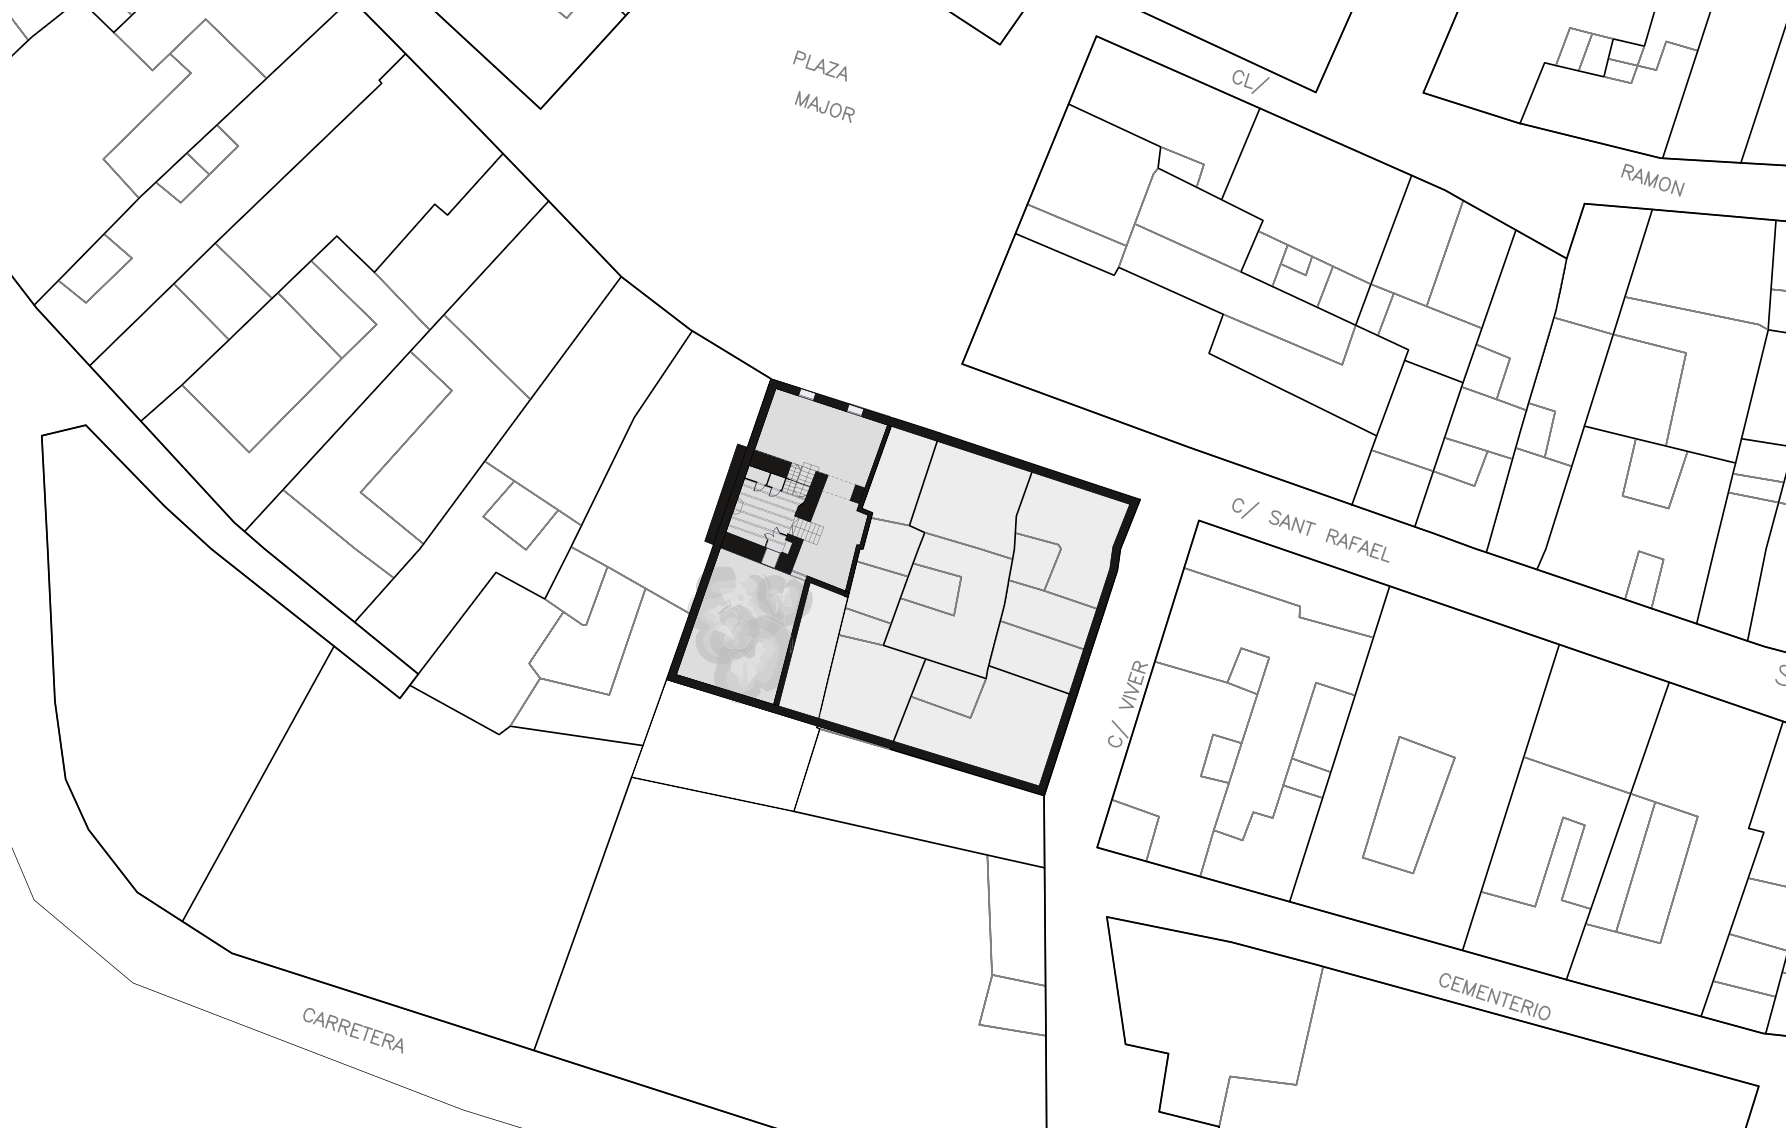 PLAZA
MAJOR
CL/
RAMON
C/ SANT RAFAEL
C/ VIVER
S
CEMENTERIO
CARRETERA